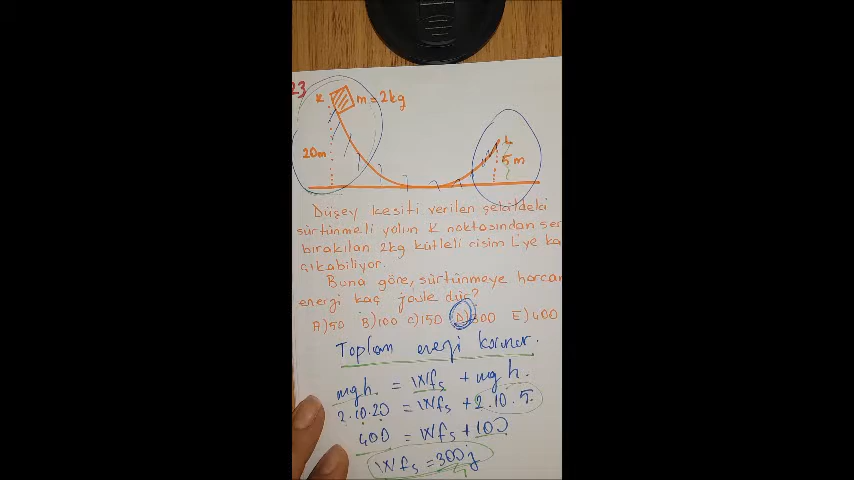 23
K m = 2kg
L
20m
5m
Düşey kesiti verilen şekildeki
sürtünmeli yolun K noktasından ser
bırakılan 2kg kütleli cisim L'ye ka
çıkabiliyor.
Buna göre, sürtünmeye harcan
enerji kaç joule dür?
A)50 B)100 C)150 D)300 E)400
Toplam enerji korunur.
mgh. = Wfs + mgh.
2.10.20 = Wfs + 2.10.5
400 = Wfs + 100
Wfs = 300j